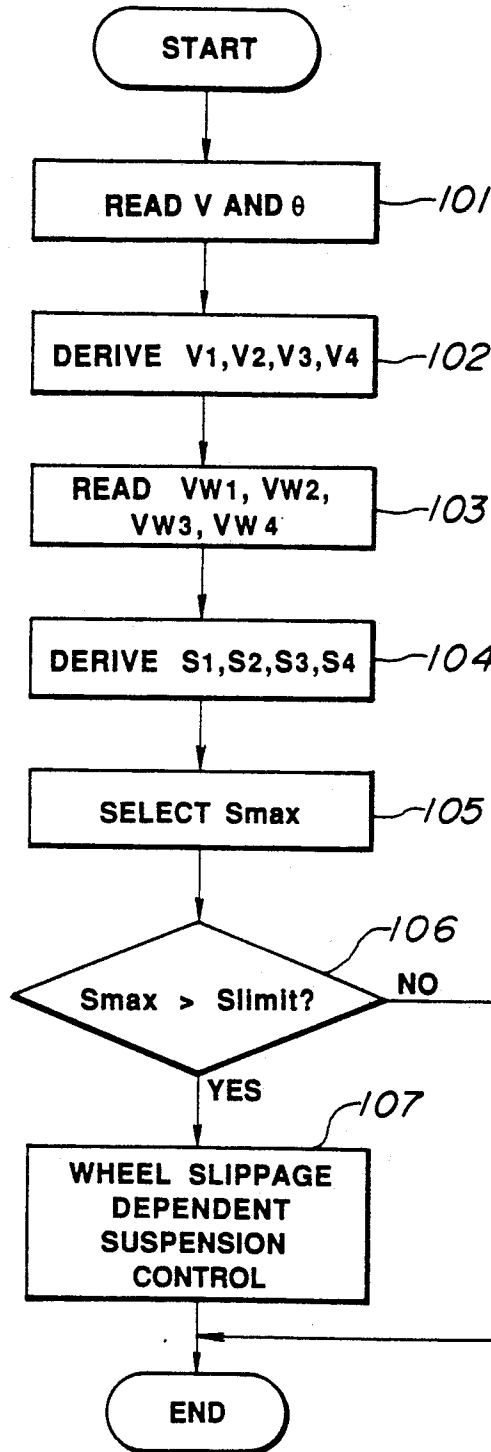 START
READ V AND θ
101
DERIVE V1,V2,V3,V4
102
READ VW1, VW2,
VW3, VW4
103
DERIVE S1,S2,S3,S4
104
SELECT Smax
105
106
Smax > Slimit?
NO
YES
107
WHEEL SLIPPAGE
DEPENDENT
SUSPENSION
CONTROL
END